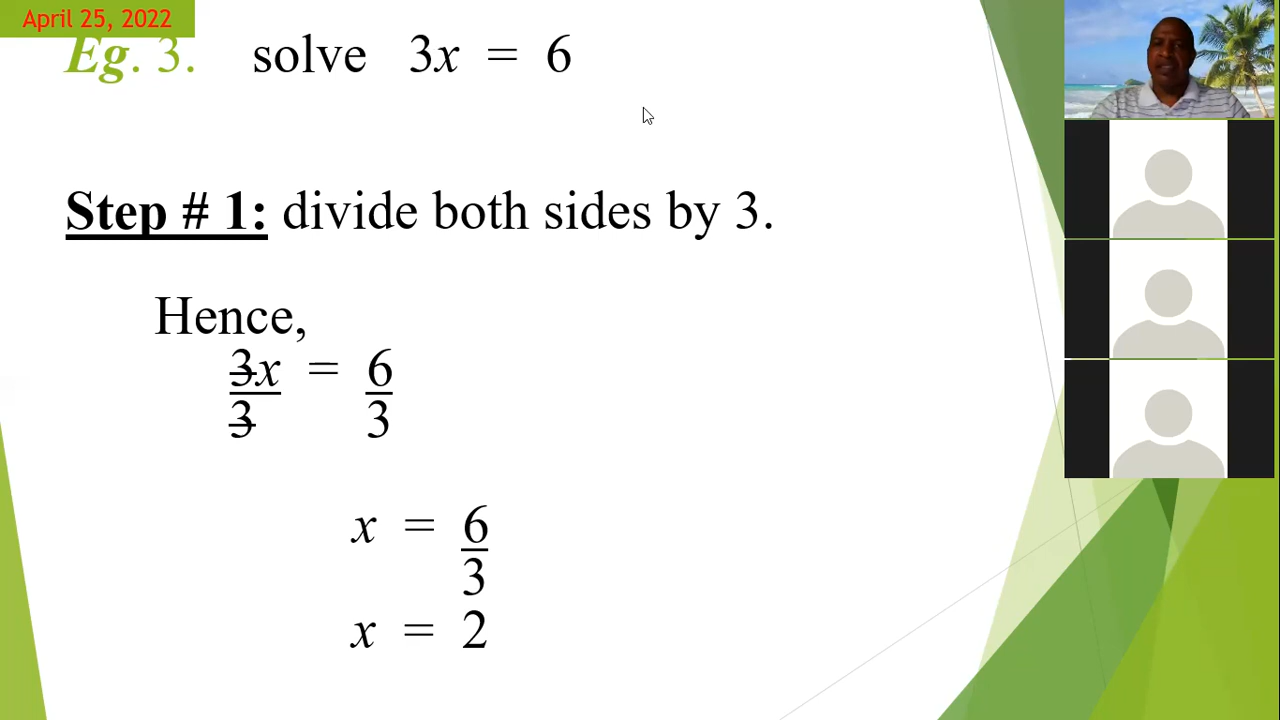 April 25, 2022
Eg. 3. solve 3x = 6
Step # 1: divide both sides by 3.
Hence,
3x = 6
3 3
x = 6
3
x = 2